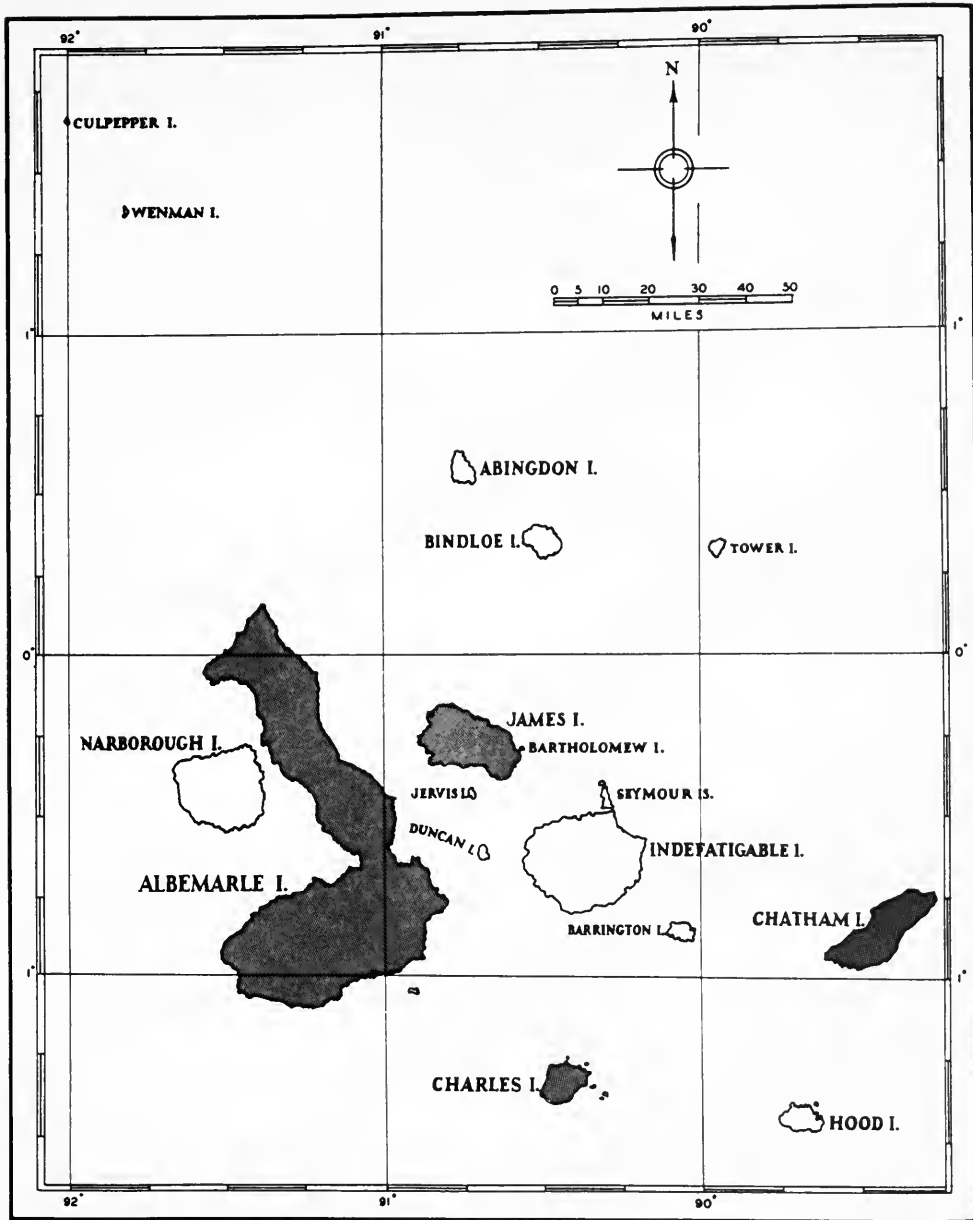 92° 91° 90°
N
CULPEPPER I.
WENMAN I.
0 5 10 20 30 40 50
MILES
1° 1°
ABINGDON I.
BINDLOE I.
TOWER I.
0° 0°
JAMES I.
NARBOROUGH I.
BARTHOLOMEW I.
JERVIS I.
SEYMOUR IS.
DUNCAN I.
INDEFATIGABLE I.
ALBEMARLE I.
CHATHAM I.
BARRINGTON I.
1° 1°
CHARLES I.
HOOD I.
92° 91° 90°